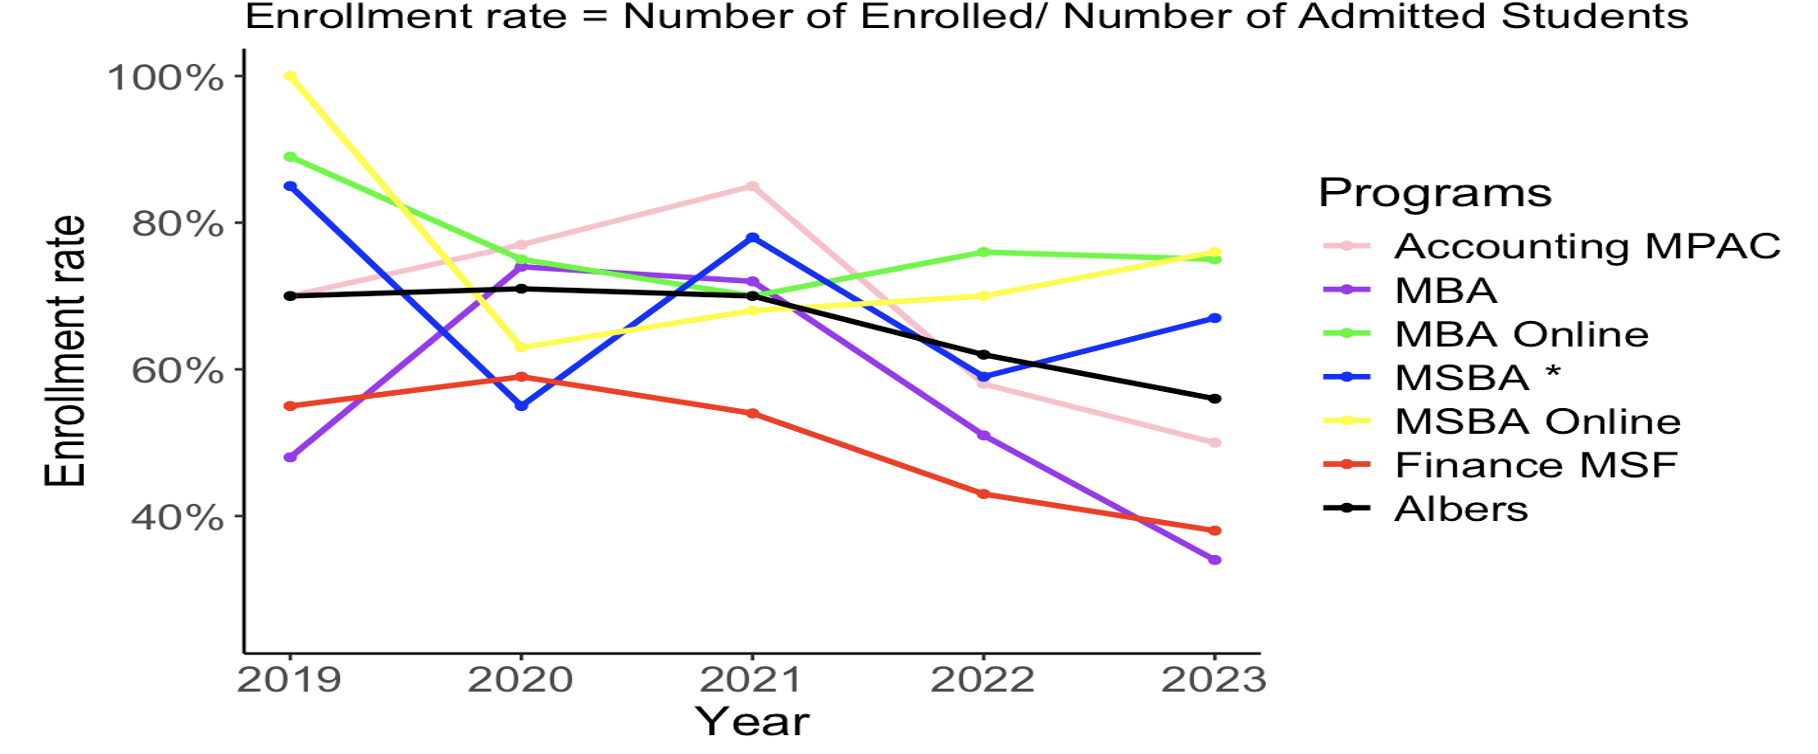 Enrollment rate = Number of Enrolled/ Number of Admitted Students
100%
80%
60%
40%
Enrollment rate
2019 2020 2021 2022 2023
Year
Programs
Accounting MPAC
MBA
MBA Online
MSBA *
MSBA Online
Finance MSF
Albers